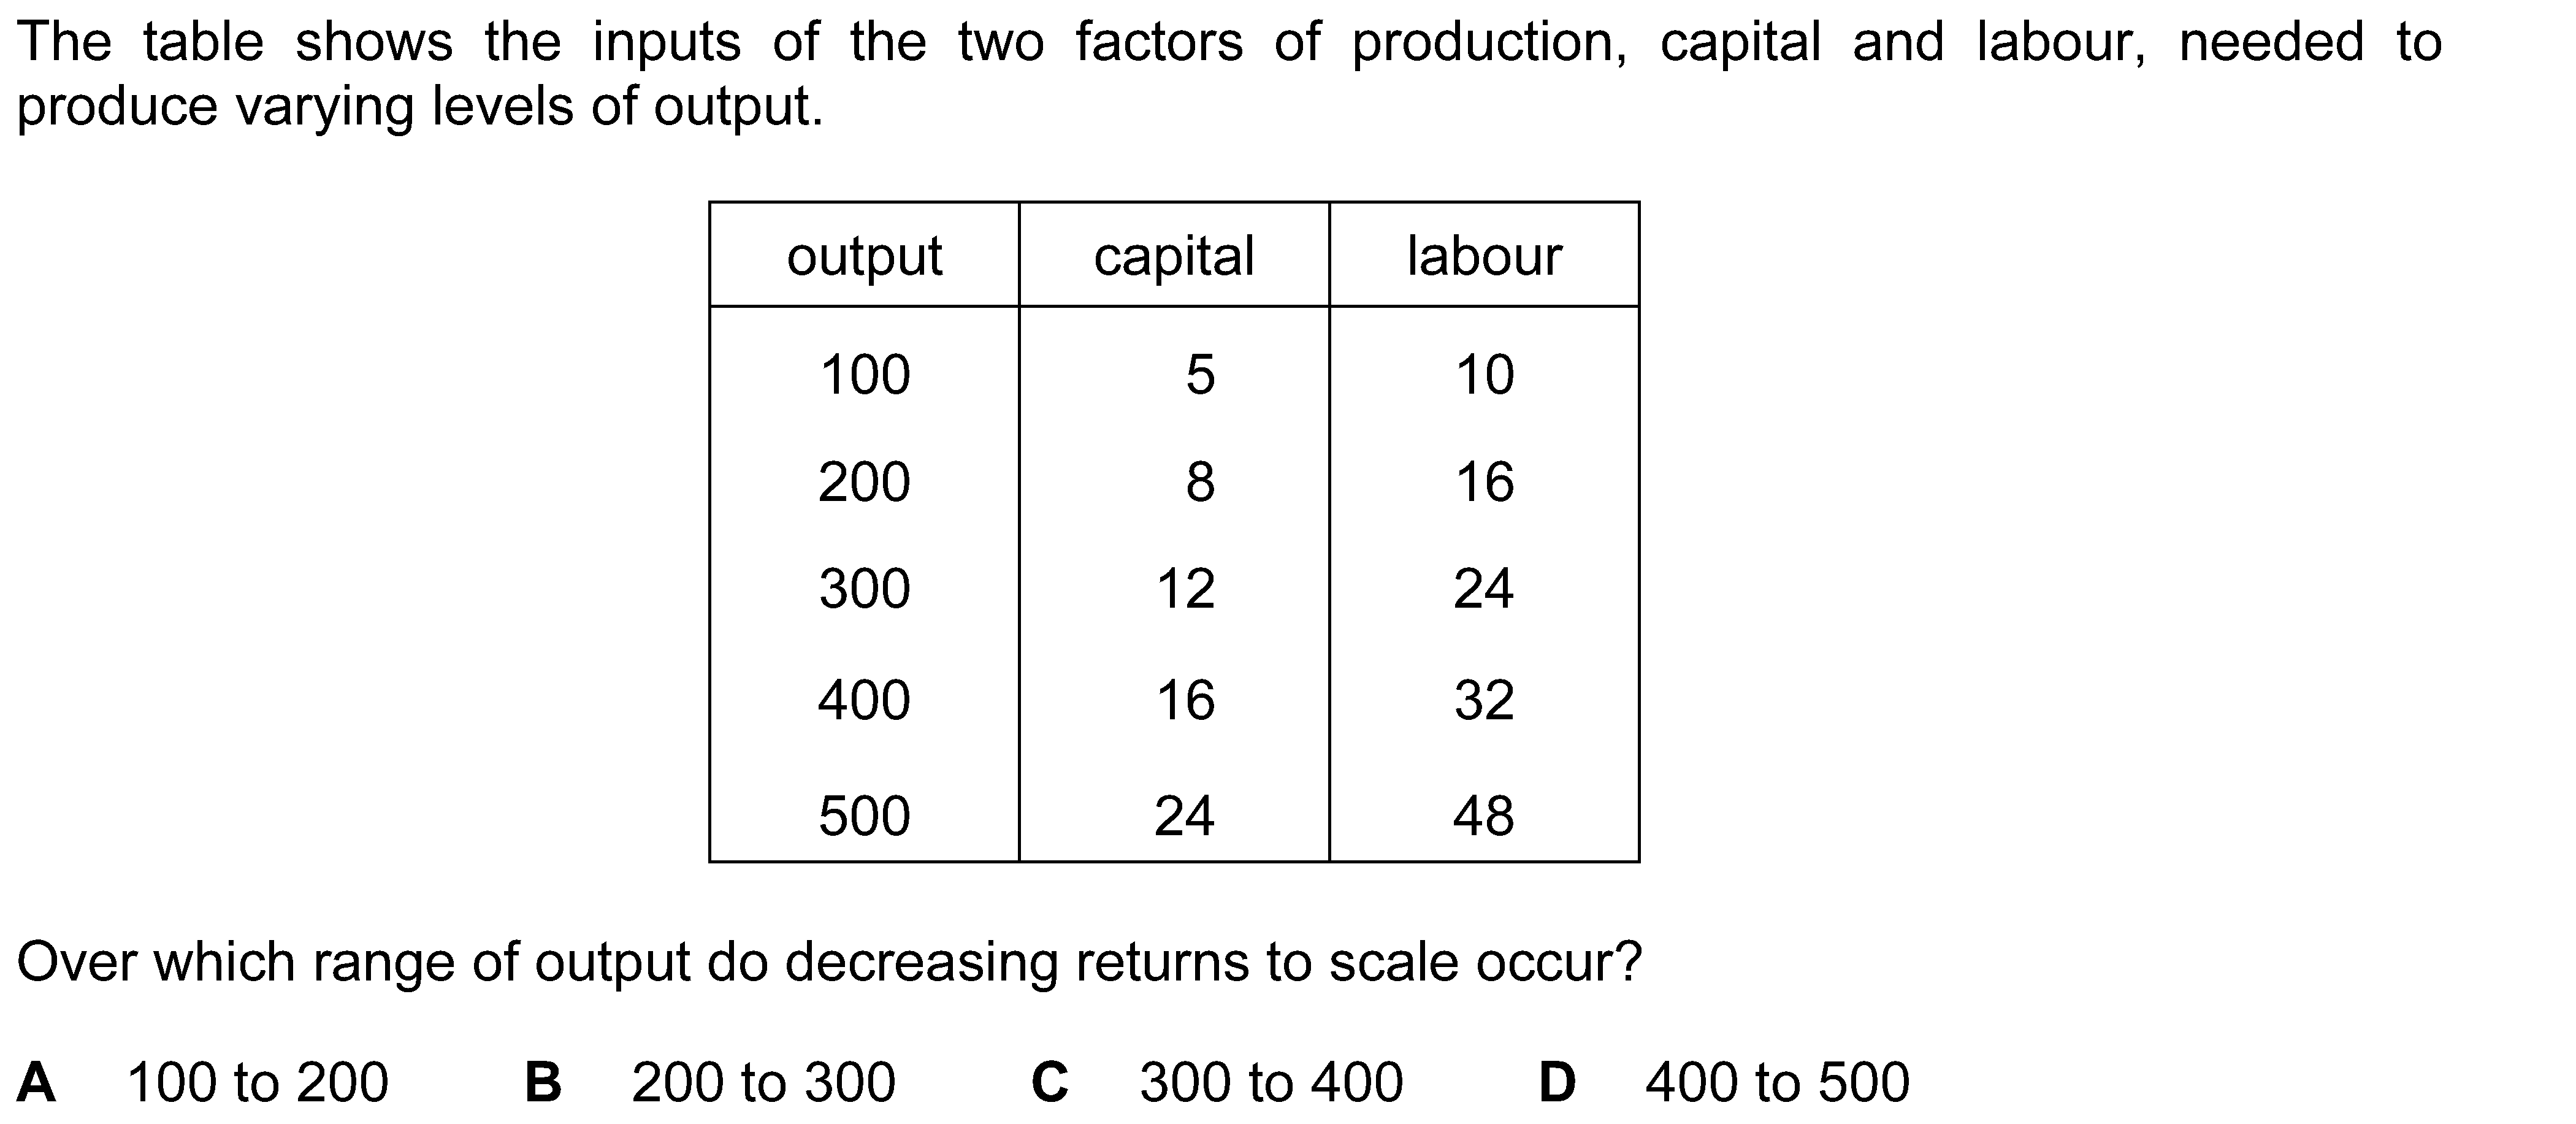 The table shows the inputs of the two factors of production, capital and labour, needed to
produce varying levels of output.
output capital labour
100 5 10
200 8 16
300 12 24
400 16 32
500 24 48
Over which range of output do decreasing returns to scale occur?
A 100 to 200 B 200 to 300 C 300 to 400 D 400 to 500